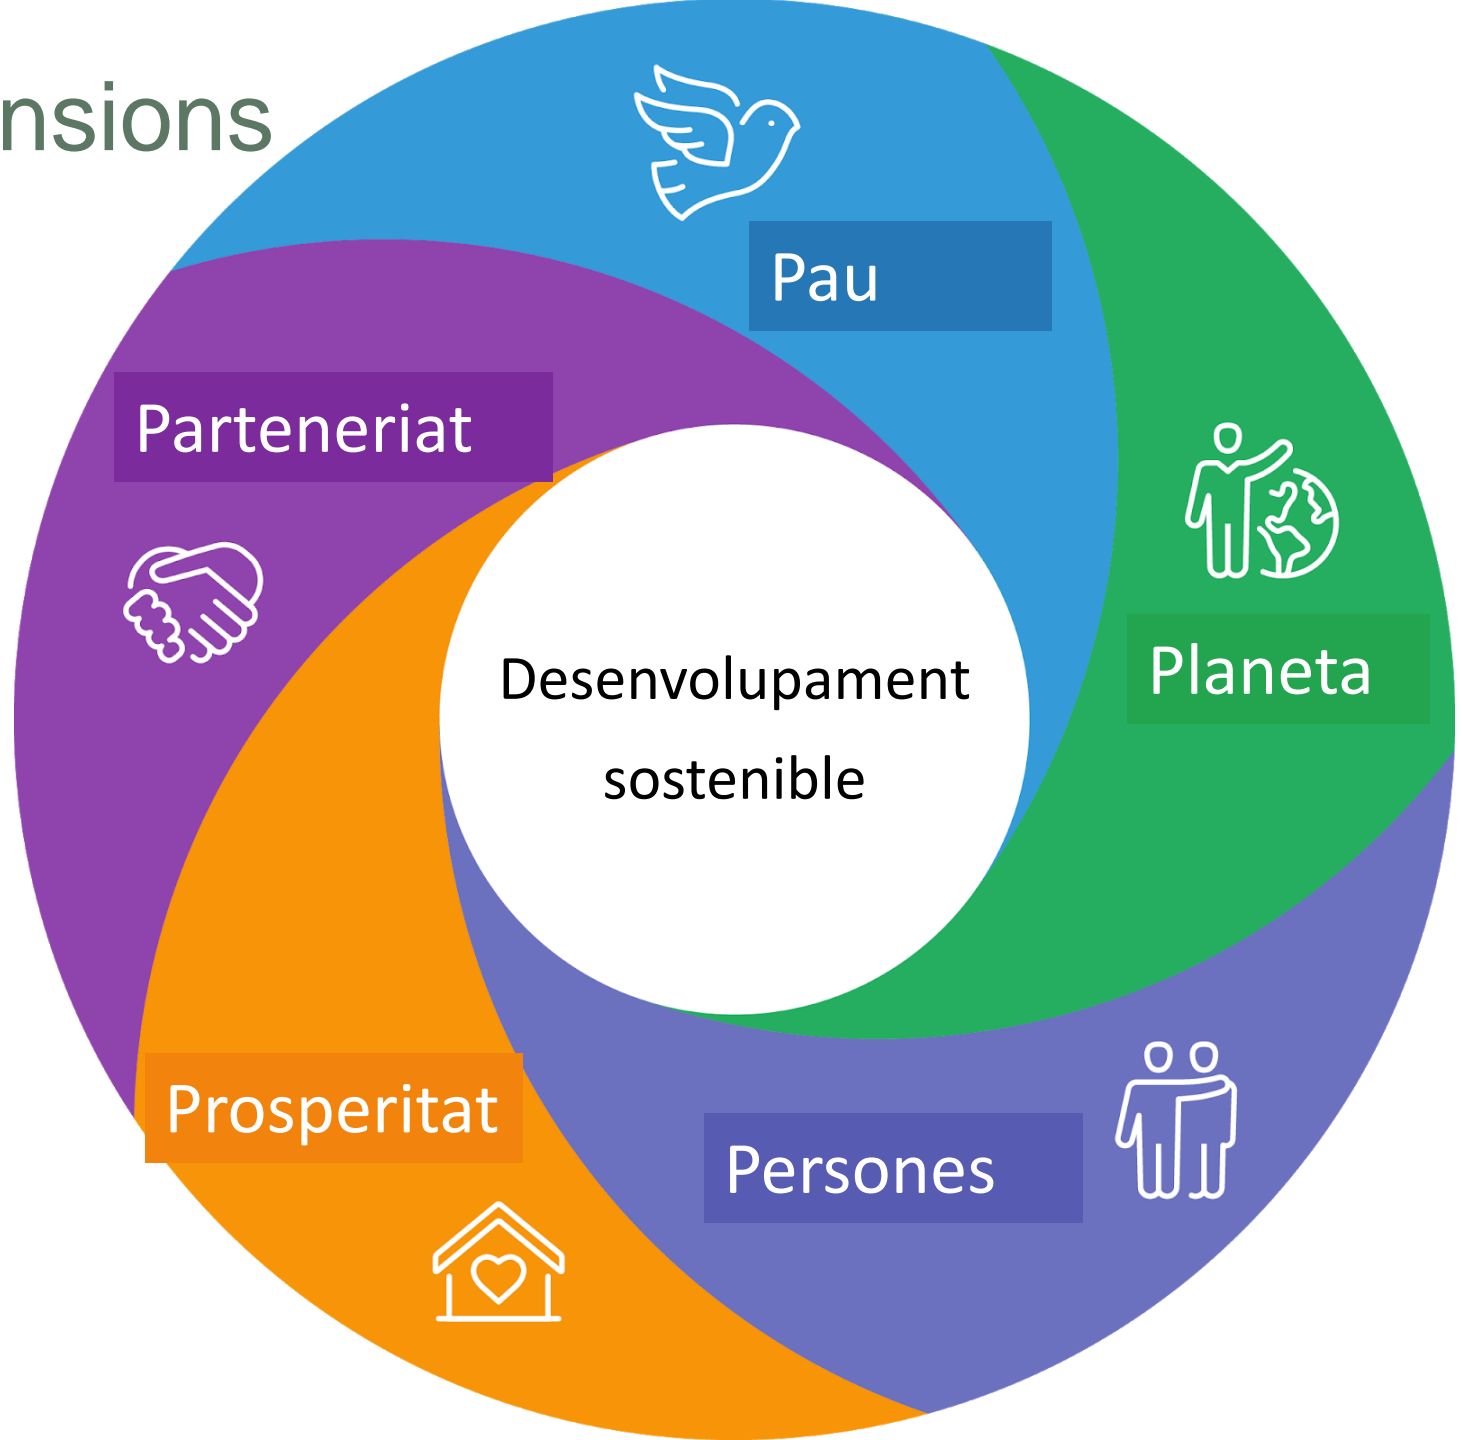 nsions
Pau
Parteneriat
Planeta
Desenvolupament
sostenible
Prosperitat
Persones